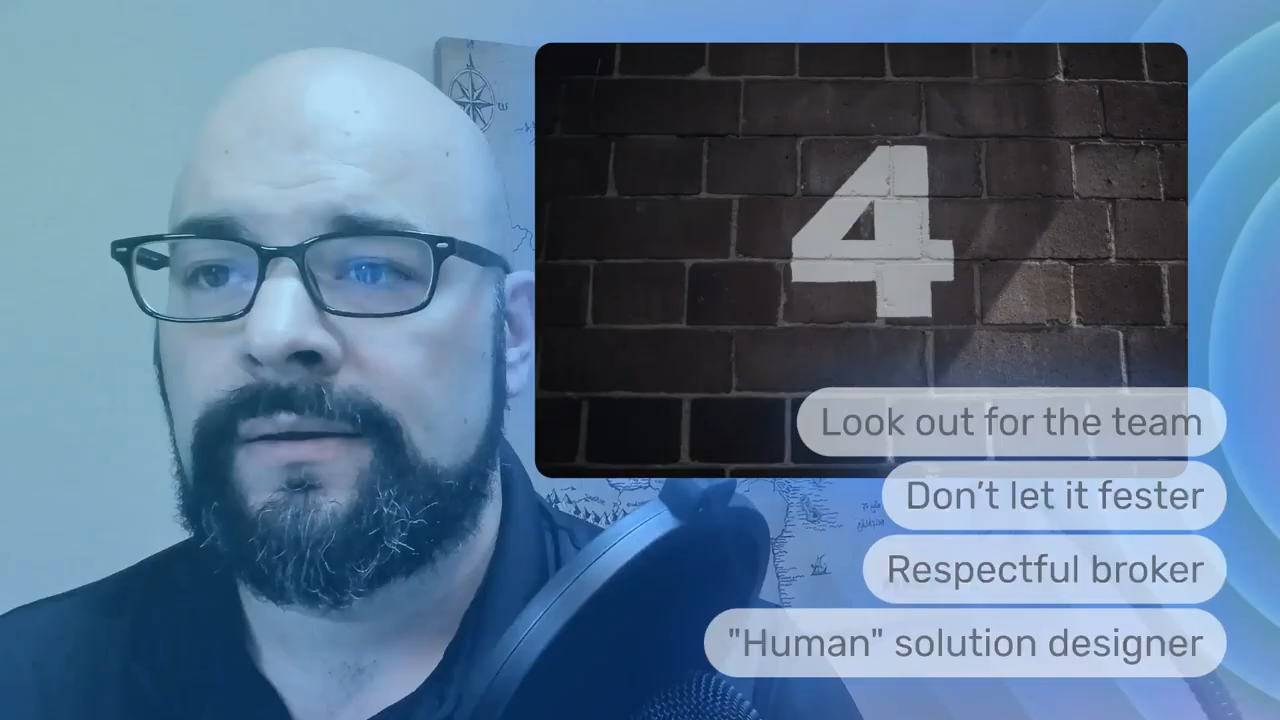 W
4
Look out for the team
Don’t let it fester
Respectful broker
"Human" solution designer